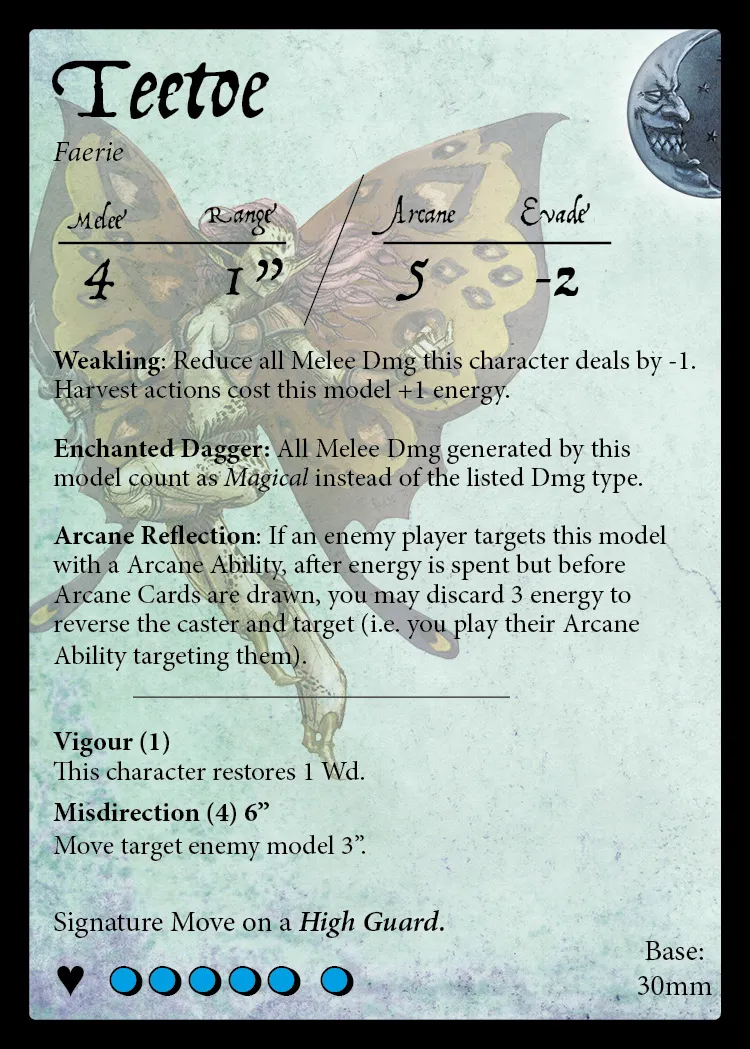 Teetoe
Faerie
Melee Range Arcane Evade
4 1” 5 -2
Weakling: Reduce all Melee Dmg this character deals by -1.
Harvest actions cost this model +1 energy.
Enchanted Dagger: All Melee Dmg generated by this
model count as Magical instead of the listed Dmg type.
Arcane Reflection: If an enemy player targets this model
with a Arcane Ability, after energy is spent but before
Arcane Cards are drawn, you may discard 3 energy to
reverse the caster and target (i.e. you play their Arcane
Ability targeting them).
Vigour (1)
This character restores 1 Wd.
Misdirection (4) 6”
Move target enemy model 3”.
Signature Move on a High Guard.
Base:
30mm